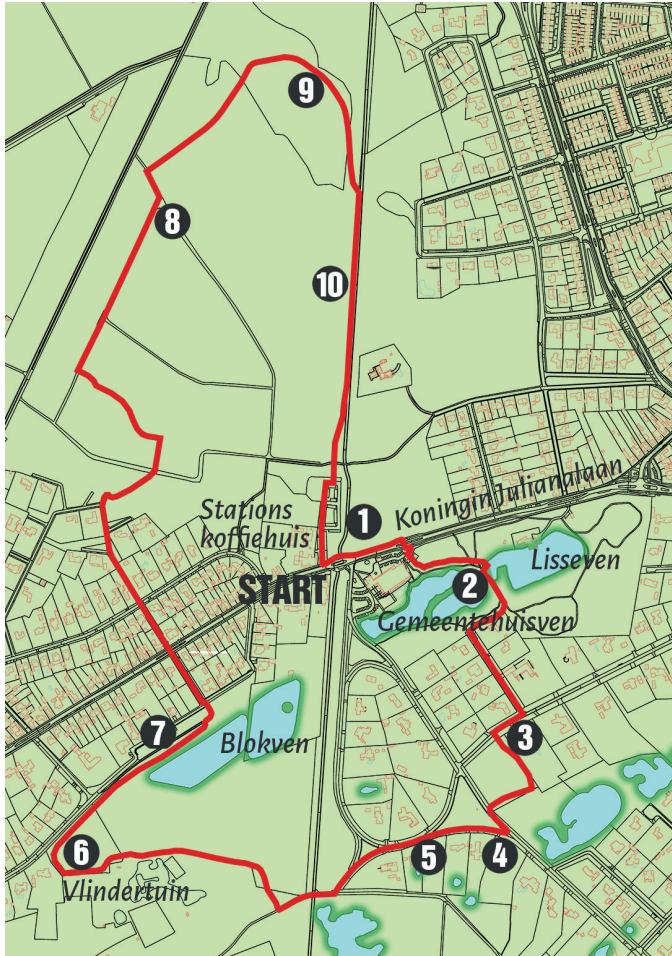 9
8
10
Stations
koffiehuis
1
Koningin Julianalaan
START
Lisseven
2
Gemeentehuisven
3
7
Blokven
6
Vlindertuin
5
4